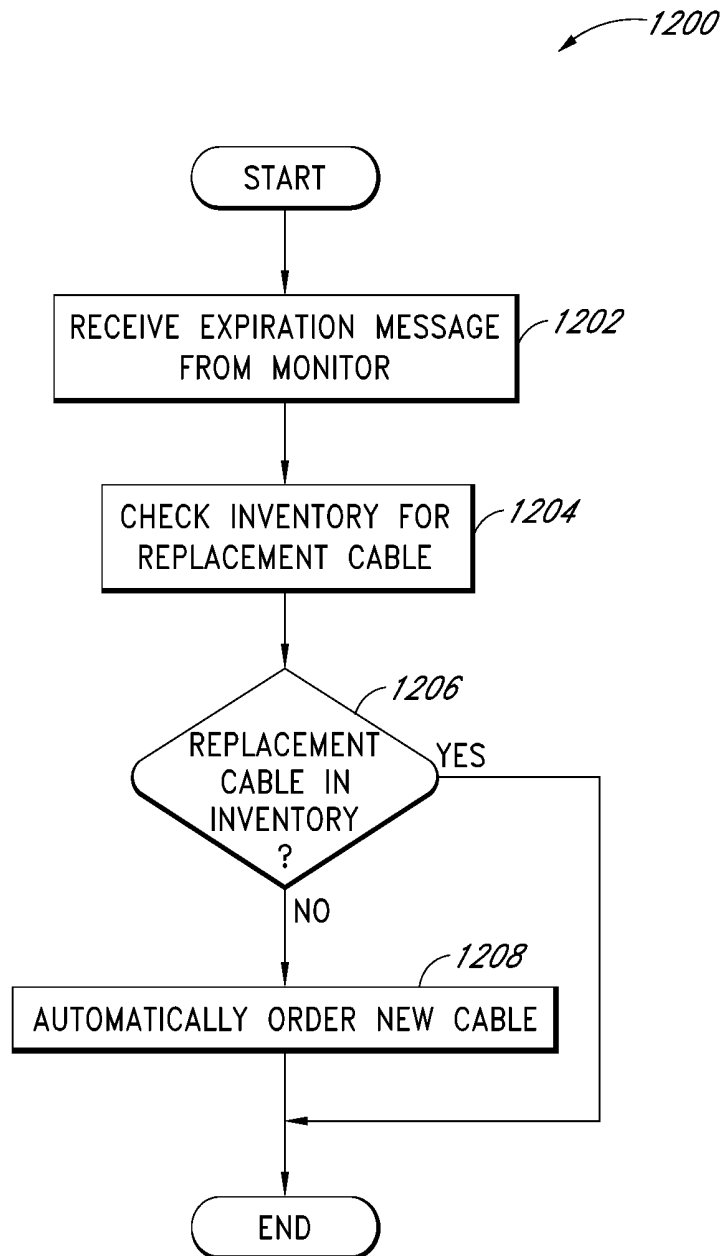 1200
START
RECEIVE EXPIRATION MESSAGE
FROM MONITOR
1202
CHECK INVENTORY FOR
REPLACEMENT CABLE
1204
1206
REPLACEMENT
CABLE IN
INVENTORY
?
YES
NO
1208
AUTOMATICALLY ORDER NEW CABLE
END